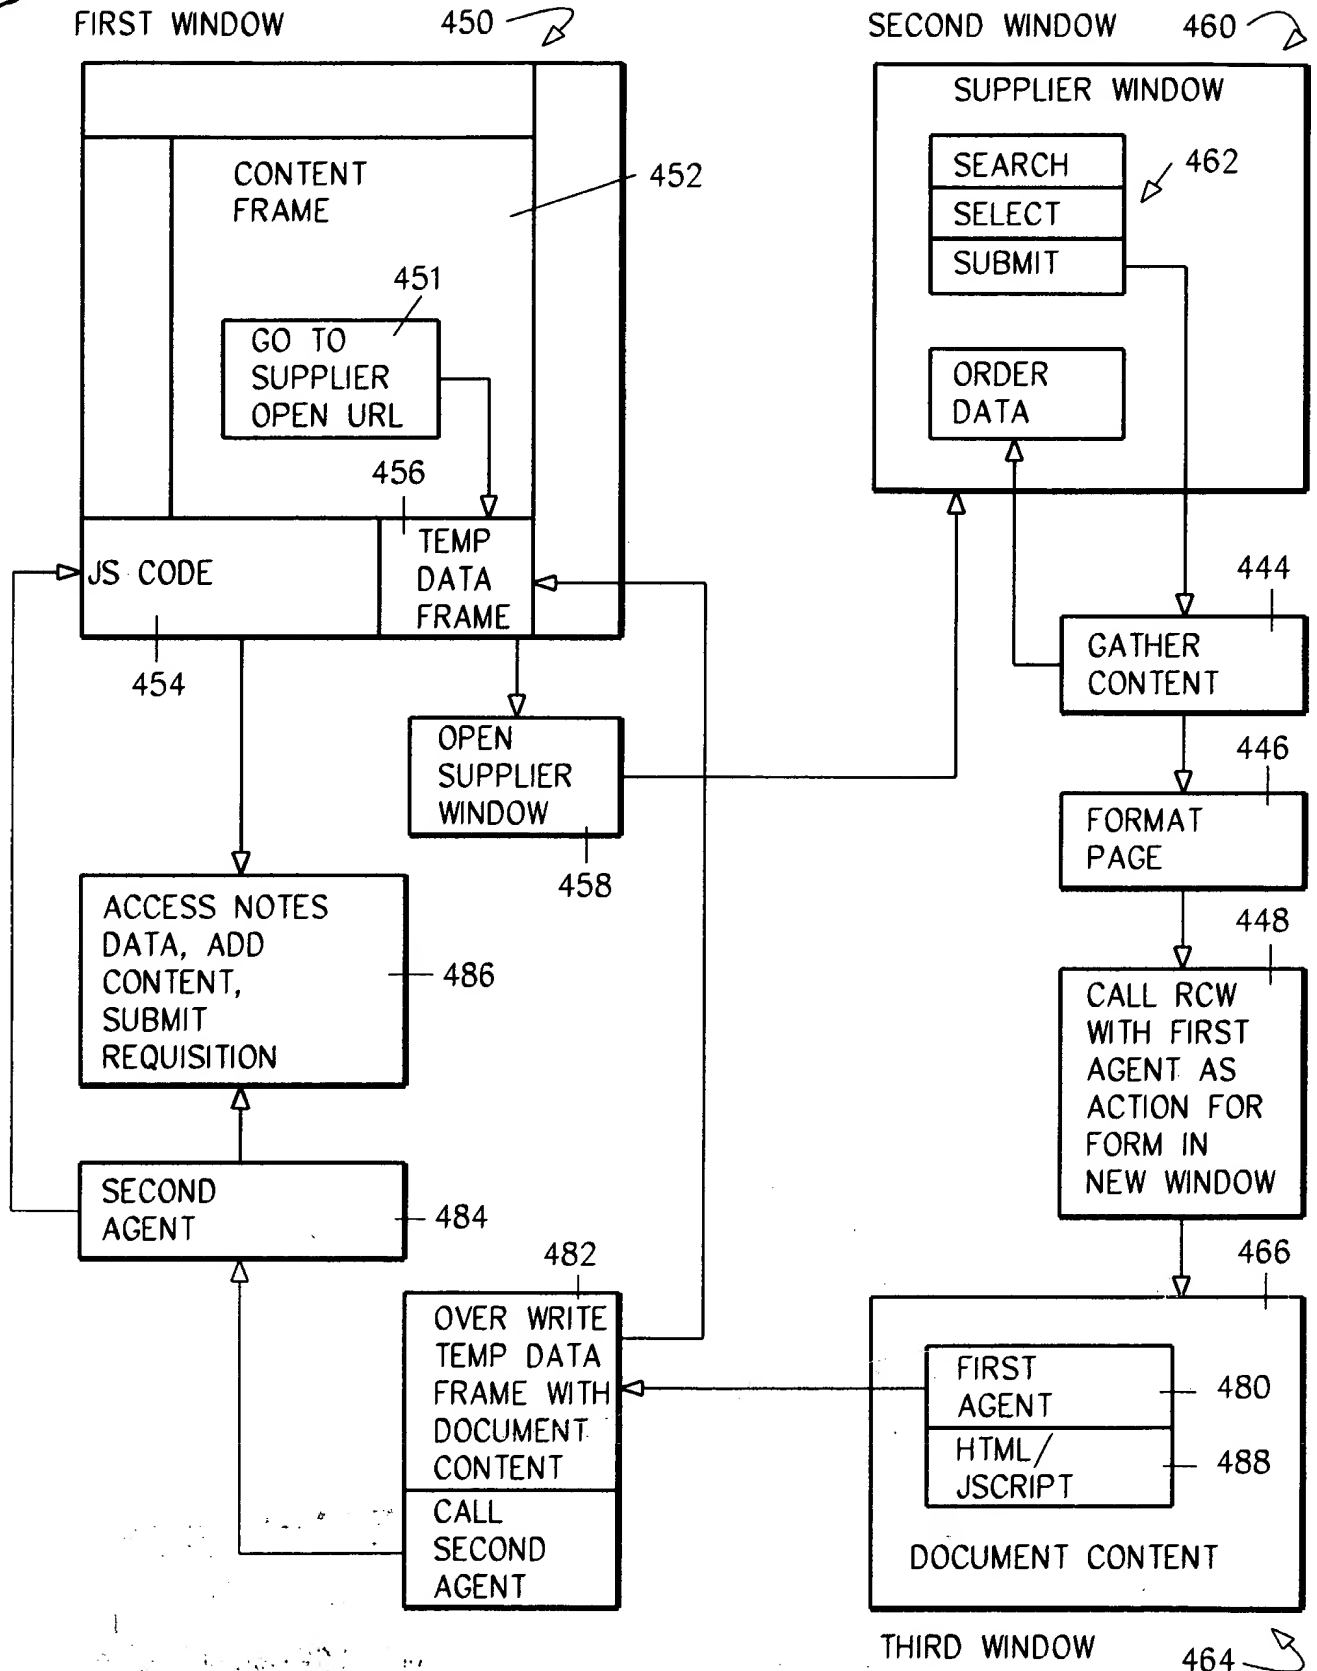 FIRST WINDOW
450
SECOND WINDOW
460
CONTENT
FRAME
452
451
GO TO
SUPPLIER
OPEN URL
456
TEMP
DATA
FRAME
JS CODE
454
OPEN
SUPPLIER
WINDOW
458
ACCESS NOTES
DATA, ADD
CONTENT,
SUBMIT
REQUISITION
486
SECOND
AGENT
484
482
OVER WRITE
TEMP DATA
FRAME WITH
DOCUMENT
CONTENT
CALL
SECOND
AGENT
SUPPLIER WINDOW
SEARCH
SELECT
SUBMIT
462
ORDER
DATA
444
GATHER
CONTENT
446
FORMAT
PAGE
448
CALL RCW
WITH FIRST
AGENT AS
ACTION FOR
FORM IN
NEW WINDOW
466
FIRST
AGENT
480
HTML/
JSCRIPT
488
DOCUMENT CONTENT
THIRD WINDOW
464